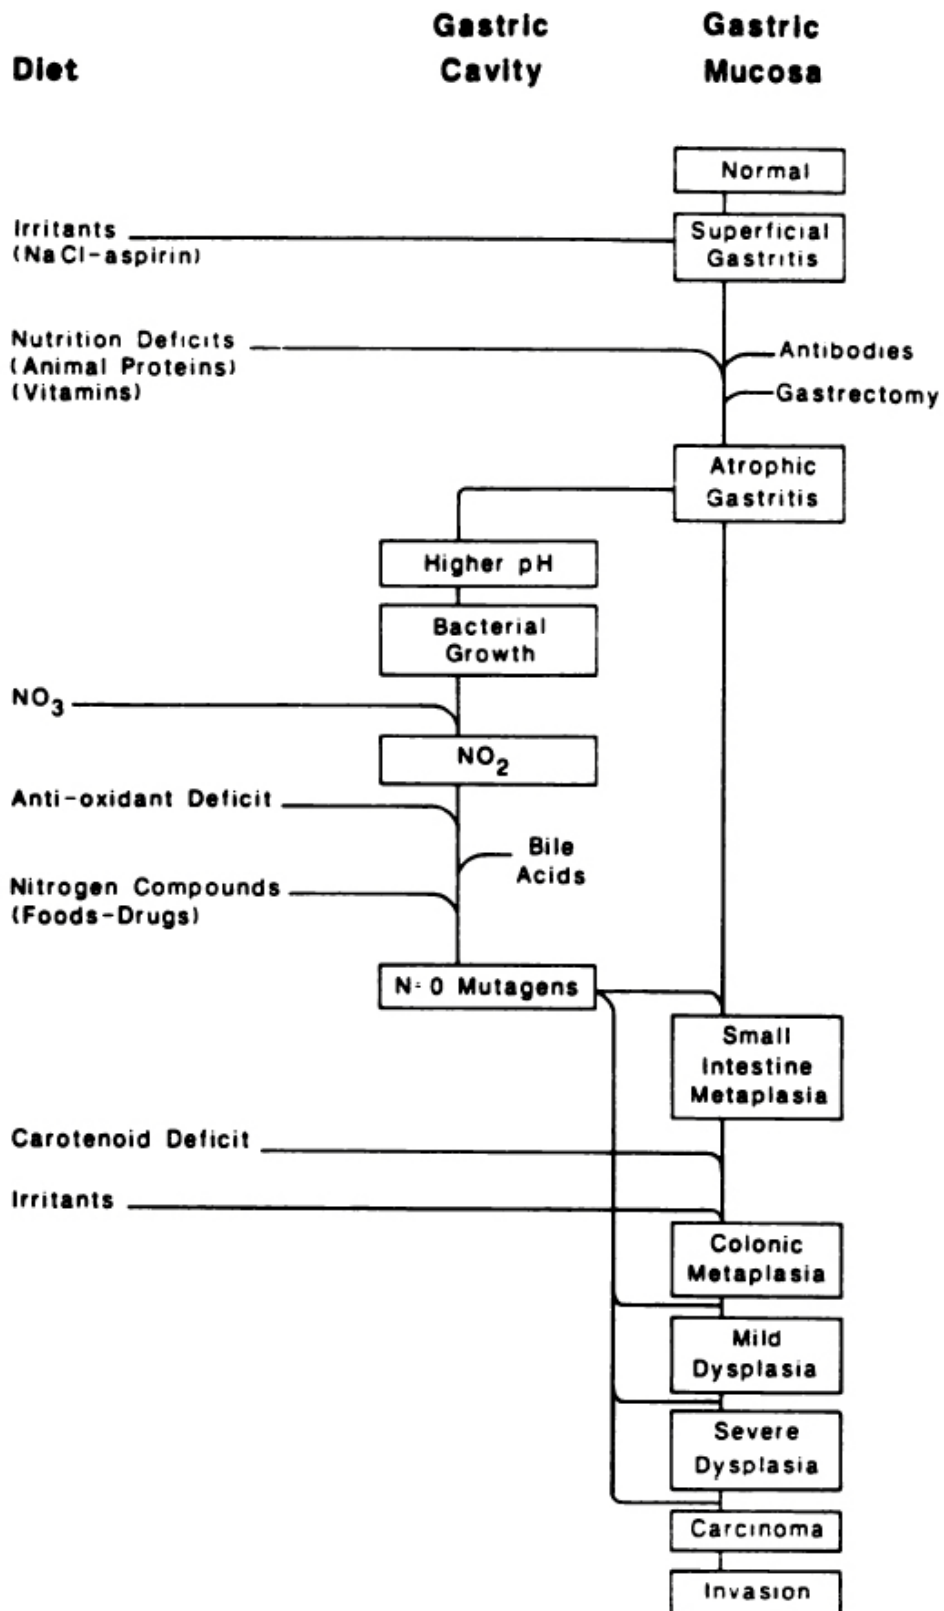 Diet
Gastric
Cavity
Gastric
Mucosa
Normal
Irritants
(NaCl-aspirin)
Superficial
Gastritis
Nutrition Deficits
(Animal Proteins)
(Vitamins)
Antibodies
Gastrectomy
Atrophic
Gastritis
Higher pH
Bacterial
Growth
NO3
NO2
Anti-oxidant Deficit
Bile
Acids
Nitrogen Compounds
(Foods-Drugs)
N=0 Mutagens
Small
Intestine
Metaplasia
Carotenoid Deficit
Irritants
Colonic
Metaplasia
Mild
Dysplasia
Severe
Dysplasia
Carcinoma
Invasion